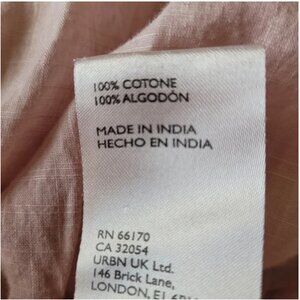 100% COTONE
100% ALGODÓN
MADE IN INDIA
HECHO EN INDIA
RN 66170
CA 32054
URBN UK Ltd.
146 Brick Lane,
LONDON, E1